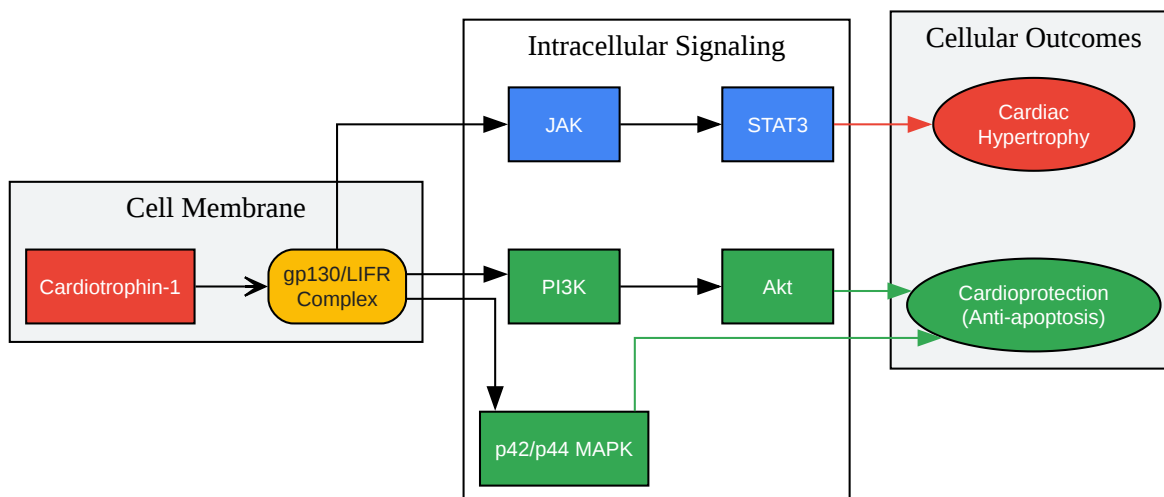 Intracellular Signaling
Cellular Outcomes
JAK
STAT3
Cardiac
Hypertrophy
Cell Membrane
Cardiotrophin-1
gp130/LIFR
Complex
PI3K
Akt
Cardioprotection
(Anti-apoptosis)
p42/p44 MAPK